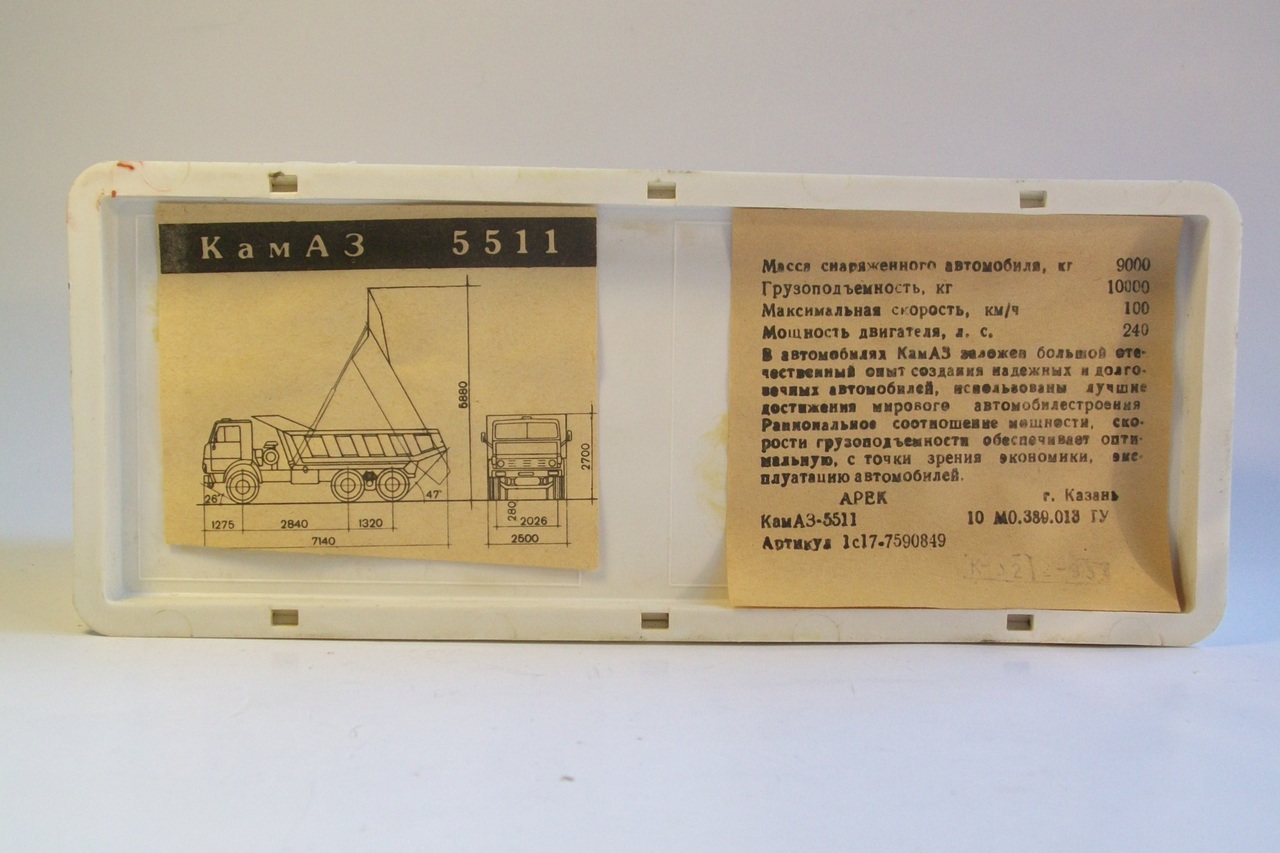 КамАЗ 5511
5880
2700
26°
47°
280
1275
2840
1320
2026
7140
2500
Масса снаряженного автомобиля, кг 9000
Грузоподъемность, кг 10000
Максимальная скорость, км/ч 100
Мощность двигателя, л. с. 240
В автомобилях КамАЗ заложен большой оте-
чественный опыт создания надежных и долго-
вечных автомобилей, использованы лучшие
достижения мирового автомобилестроения
Рациональное соотношение мощности, ско-
рости грузоподъемности обеспечивает опти-
мальную, с точки зрения экономики, экс-
плуатацию автомобилей.
АРЕК г. Казань
КамАЗ-5511 10 М0.389.013 ТУ
Артикул 1с17-7590849